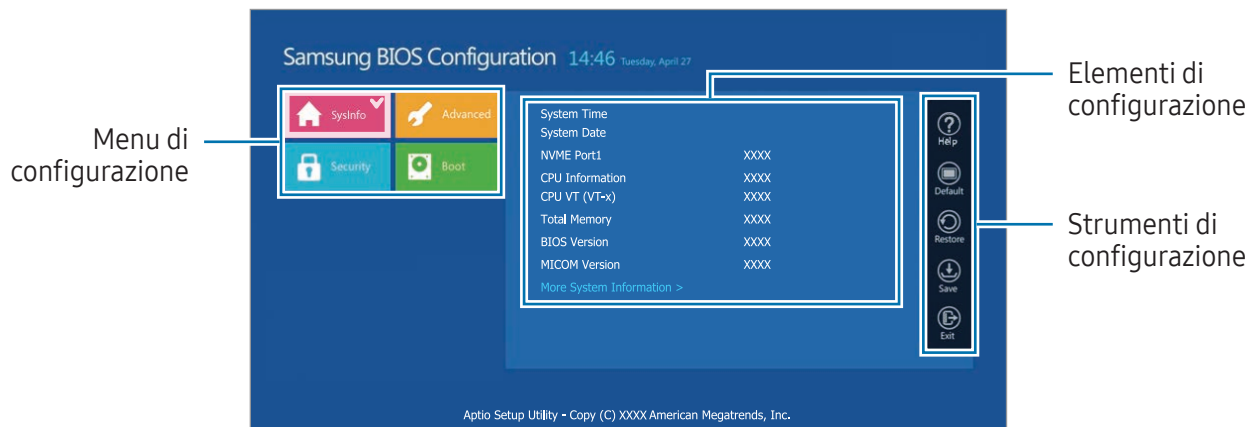 Samsung BIOS Configuration 14:46 Tuesday, April 27
Menu di
configurazione
SysInfo
Advanced
Security
Boot
System Time
System Date
NVME Port1 XXXX
CPU Information XXXX
CPU VT (VT-x) XXXX
Total Memory XXXX
BIOS Version XXXX
MICOM Version XXXX
More System Information >
Help
Default
Restore
Save
Exit
Elementi di
configurazione
Strumenti di
configurazione
Aptio Setup Utility - Copy (C) XXXX American Megatrends, Inc.